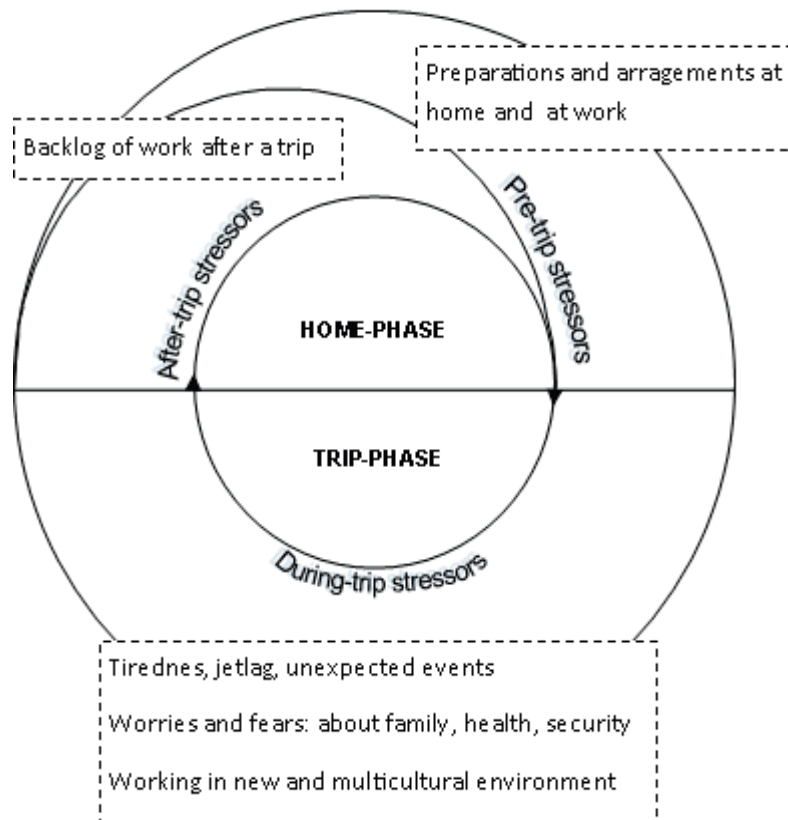 Preparations and arragements at
home and at work
Backlog of work after a trip
After-trip stressors
Pre-trip stressors
HOME-PHASE
TRIP-PHASE
During-trip stressors
Tirednes, jetlag, unexpected events
Worries and fears: about family, health, security
Working in new and multicultural environment